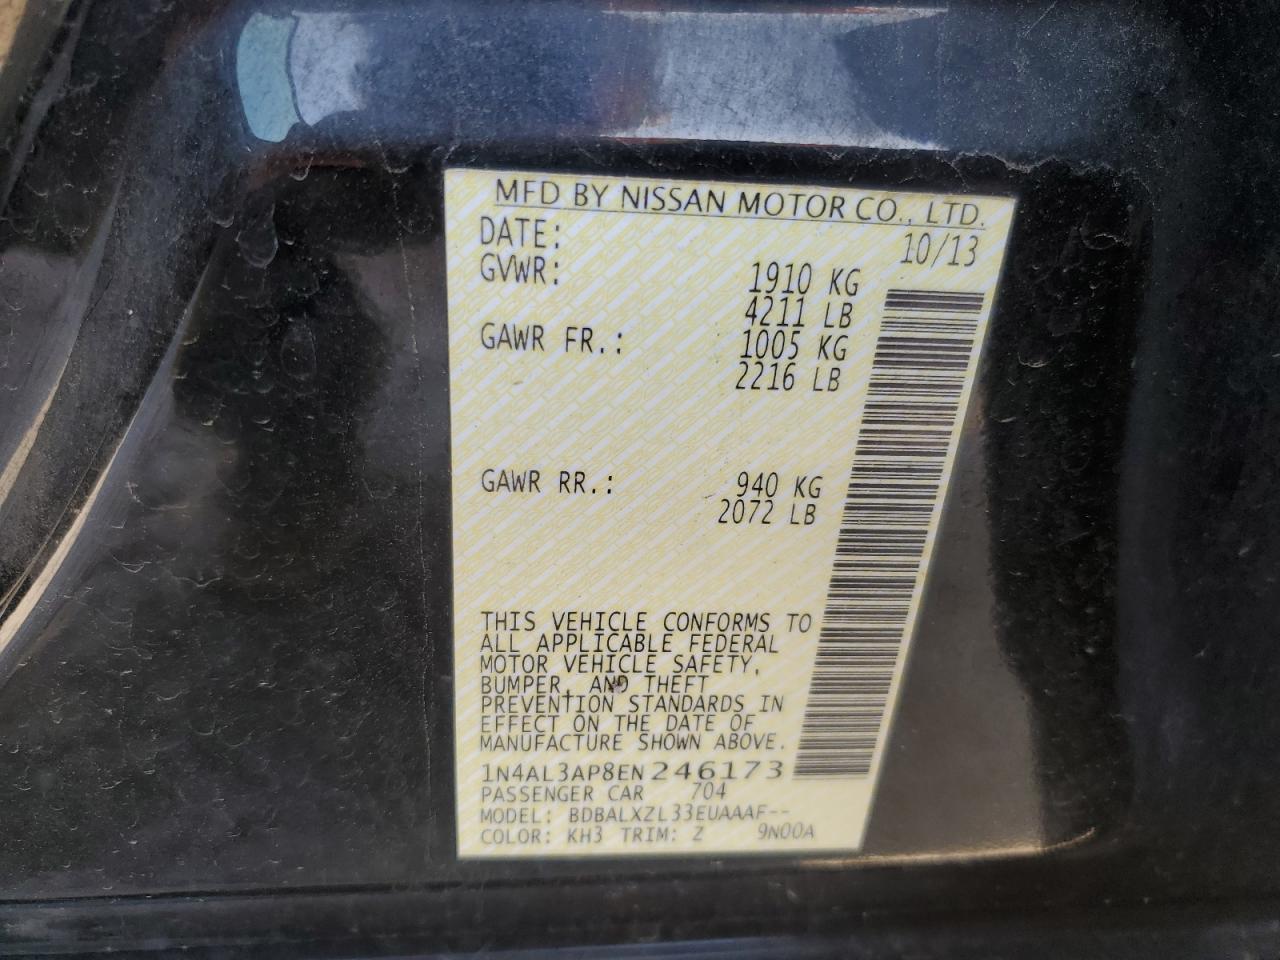 MFD BY NISSAN MOTOR CO., LTD.
DATE: 10/13
GVWR: 1910 KG
4211 LB
GAWR FR.: 1005 KG
2216 LB
GAWR RR.: 940 KG
2072 LB
THIS VEHICLE CONFORMS TO
ALL APPLICABLE FEDERAL
MOTOR VEHICLE SAFETY,
BUMPER, AND THEFT
PREVENTION STANDARDS IN
EFFECT ON THE DATE OF
MANUFACTURE SHOWN ABOVE.
1N4AL3AP8EN246173
PASSENGER CAR 704
MODEL: BDBALXZL33EUAAAF--
COLOR: KH3 TRIM: Z 9N00A